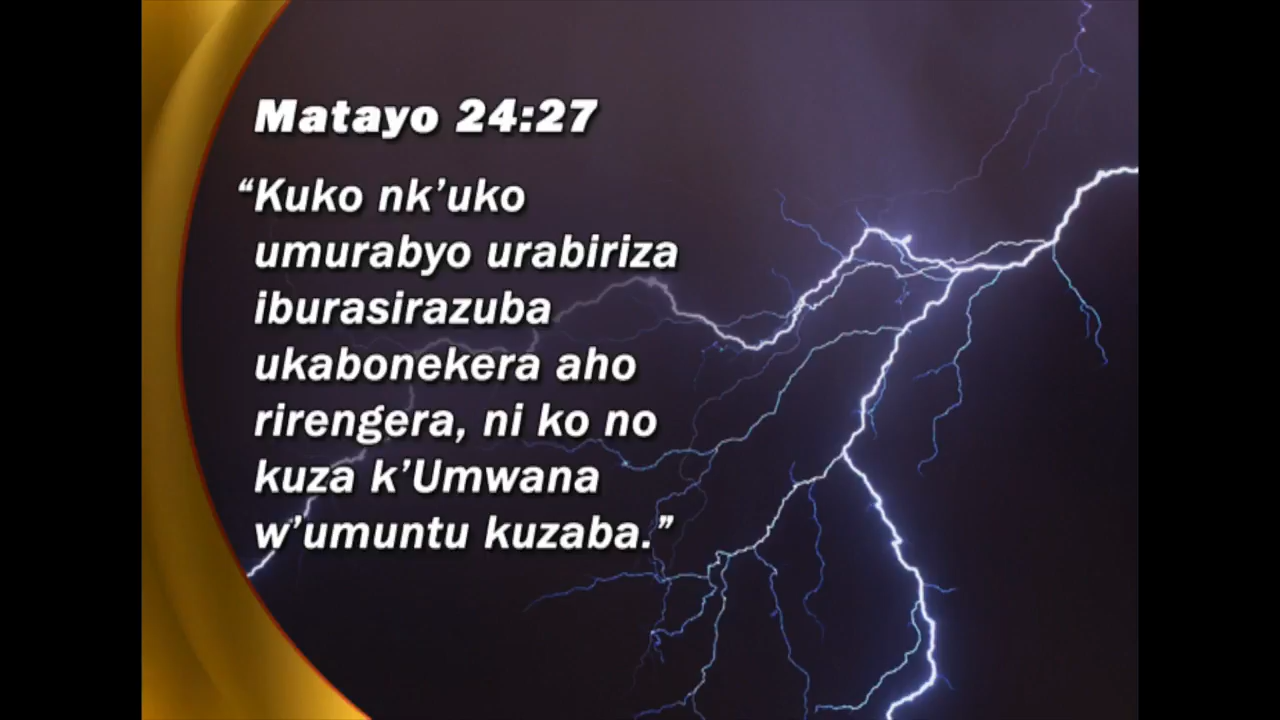 Matayo 24:27
“Kuko nk’uko
umurabyo urabiriza
iburasirazuba
ukabonekera aho
rirengera, ni ko no
kuza k’Umwana
w’umuntu kuzaba.”